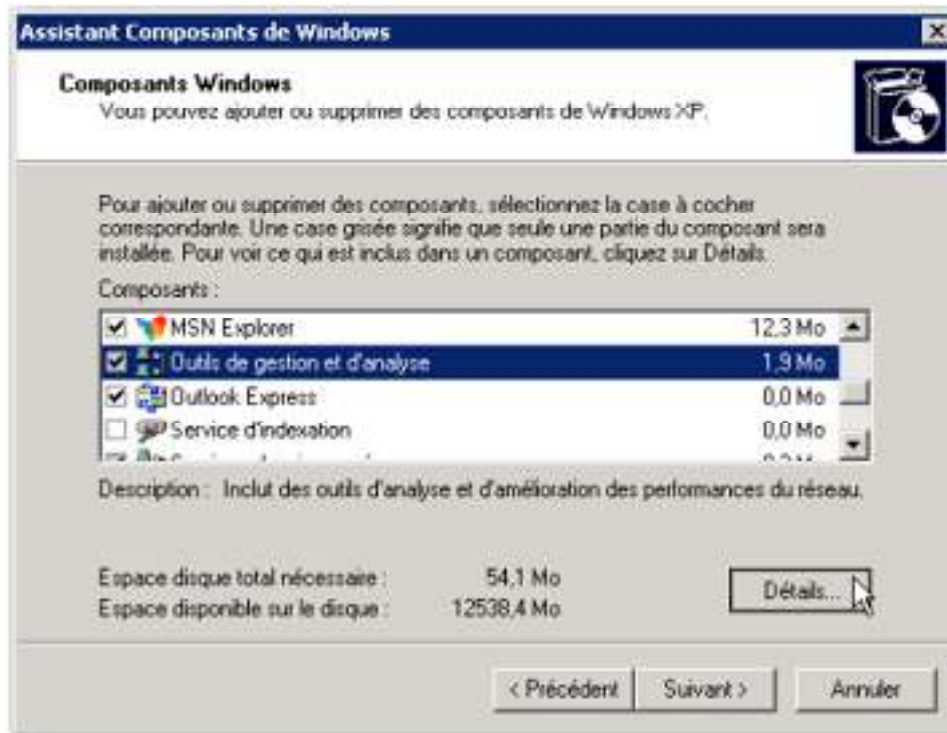 Assistant Composants de Windows
Composants Windows
Vous pouvez ajouter ou supprimer des composants de Windows XP.
Pour ajouter ou supprimer des composants, sélectionnez la case à cocher
correspondante. Une case grisée signifie que seule une partie du composant sera
installée. Pour voir ce qui est inclus dans un composant, cliquez sur Détails.
Composants :
MSN Explorer 12,3 Mo
Outils de gestion et d'analyse 1,9 Mo
Outlook Express 0,0 Mo
Service d'indexation 0,0 Mo
Description : Inclut des outils d'analyse et d'amélioration des performances du réseau.
Espace disque total nécessaire : 54,1 Mo
Espace disponible sur le disque : 12538,4 Mo
Détails...
< Précédent Suivant > Annuler